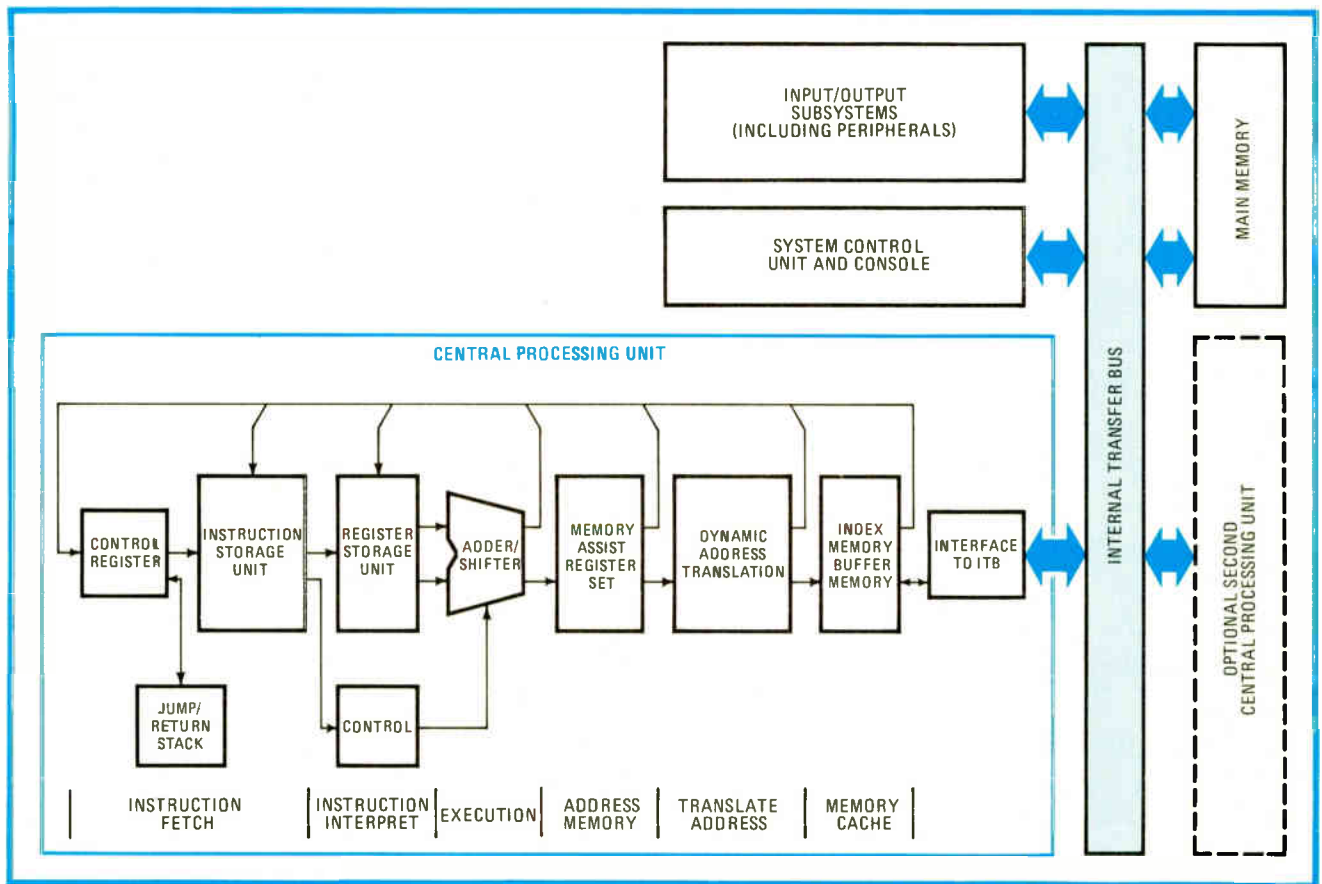 INPUT/OUTPUT
SUBSYSTEMS
(INCLUDING PERIPHERALS)
SYSTEM CONTROL
UNIT AND CONSOLE
INTERNAL TRANSFER BUS
MAIN MEMORY
OPTIONAL SECOND
CENTRAL PROCESSING UNIT
CENTRAL PROCESSING UNIT
CONTROL
REGISTER
INSTRUCTION
STORAGE
UNIT
REGISTER
STORAGE
UNIT
ADDER/
SHIFTER
MEMORY
ASSIST
REGISTER
SET
DYNAMIC
ADDRESS
TRANSLATION
INDEX
MEMORY
BUFFER
MEMORY
INTERFACE
TO ITB
JUMP/
RETURN
STACK
CONTROL
INSTRUCTION
FETCH
INSTRUCTION
INTERPRET
EXECUTION
ADDRESS
MEMORY
TRANSLATE
ADDRESS
MEMORY
CACHE